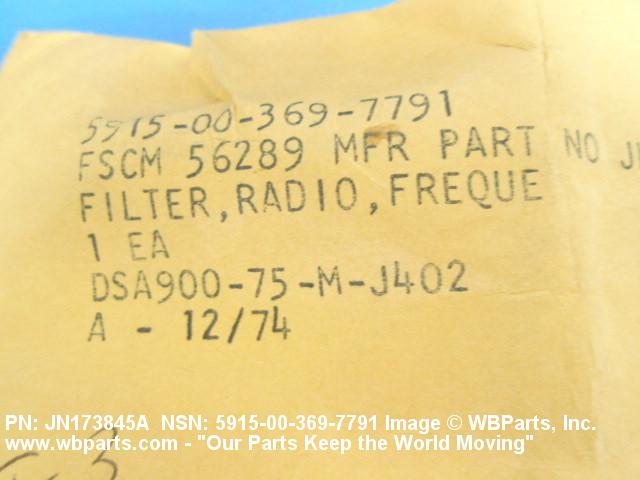 5915-00-369-7791
FSCM 56289 MFR PART NO
FILTER,RADIO,FREQUE
1 EA
DSA900-75-M-J402
A - 12/74
PN: JN173845A NSN: 5915-00-369-7791 Image © WBParts, Inc.
www.wbparts.com - "Our Parts Keep the World Moving"